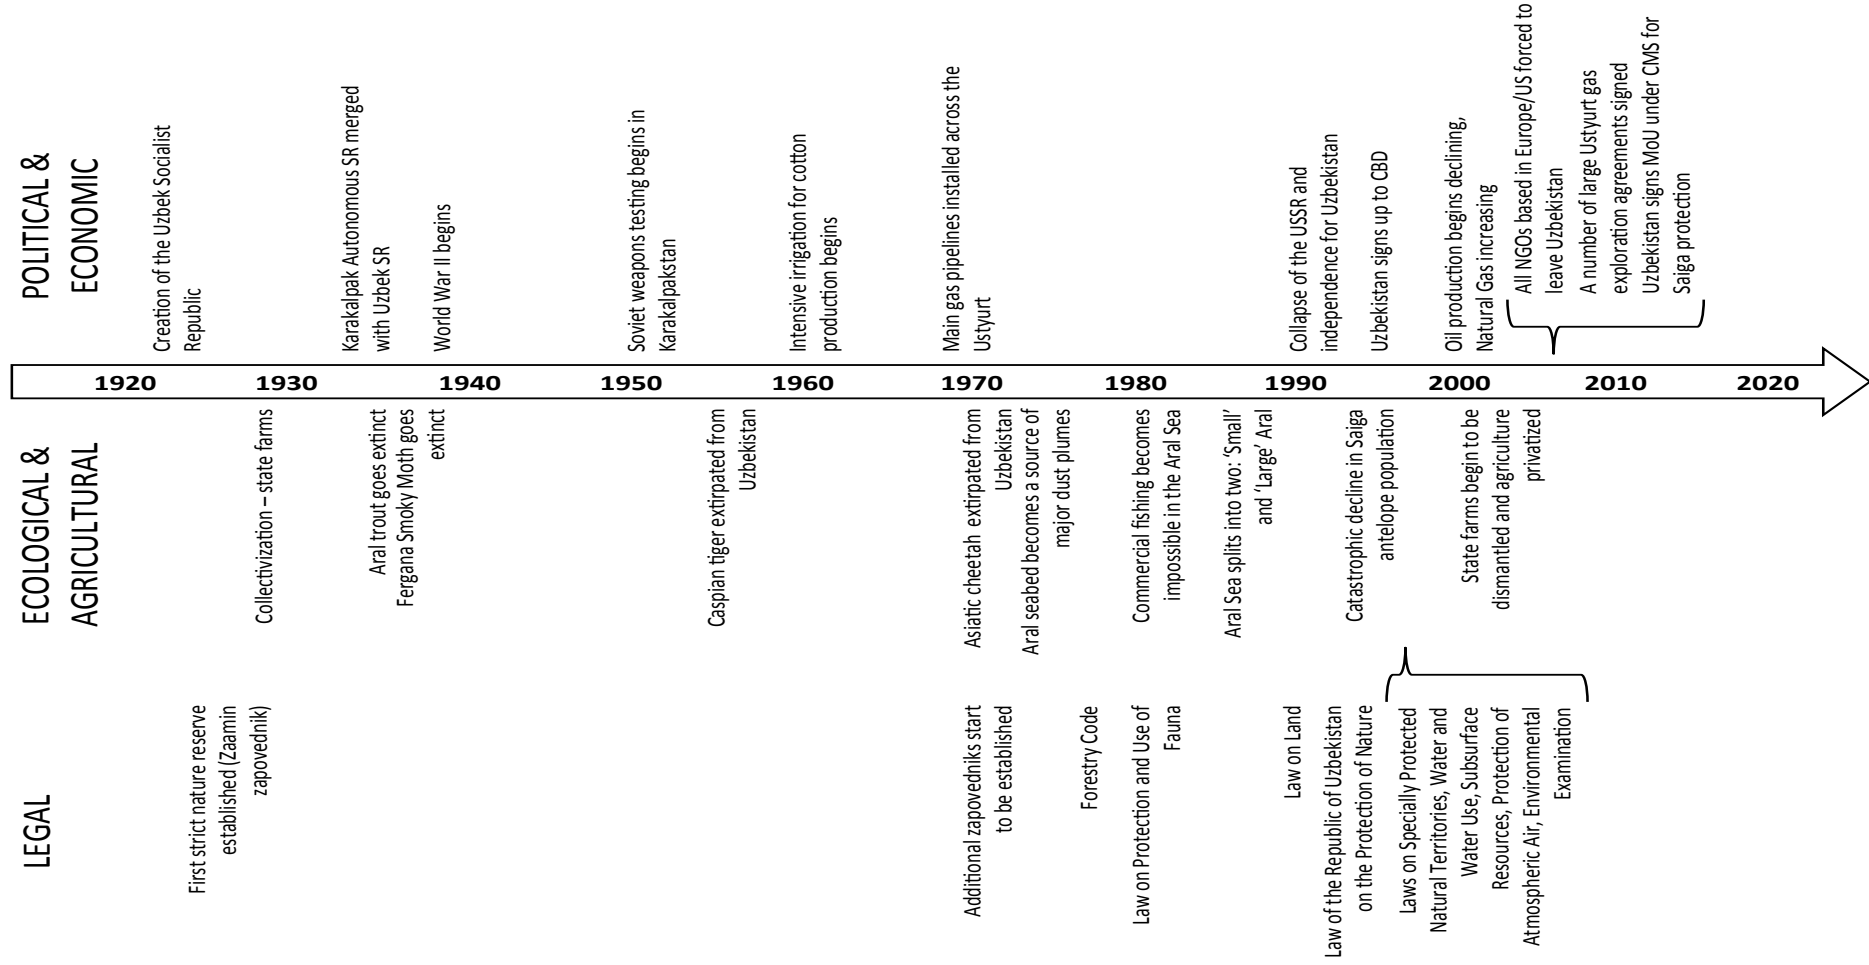 POLITICAL &
ECONOMIC
Creation of the Uzbek Socialist
Republic
Karakalpak Autonomous SR merged
with Uzbek SR
World War II begins
Soviet weapons testing begins in
Karakalpakstan
Intensive irrigation for cotton
production begins
Main gas pipelines installed across the
Ustyurt
Collapse of the USSR and
independence for Uzbekistan
Uzbekistan signs up to CBD
Oil production begins declining,
Natural Gas increasing
All NGOs based in Europe/US forced to
leave Uzbekistan
A number of large Ustyurt gas
exploration agreements signed
Uzbekistan signs MoU under CMS for
Saiga protection
1920 1930 1940 1950 1960 1970 1980 1990 2000 2010 2020
ECOLOGICAL &
AGRICULTURAL
Collectivization – state farms
Aral trout goes extinct
Fergana Smoky Moth goes
extinct
Caspian tiger extirpated from
Uzbekistan
Asiatic cheetah extirpated from
Uzbekistan
Aral seabed becomes a source of
major dust plumes
Commercial fishing becomes
impossible in the Aral Sea
Aral Sea splits into two: ‘Small’
and ‘Large’ Aral
Catastrophic decline in Saiga
antelope population
State farms begin to be
dismantled and agriculture
privatized
LEGAL
First strict nature reserve
established (Zaamin
zapovednik)
Additional zapovedniks start
to be established
Forestry Code
Law on Protection and Use of
Fauna
Law on Land
Law of the Republic of Uzbekistan
on the Protection of Nature
Laws on Specially Protected
Natural Territories, Water and
Water Use, Subsurface
Resources, Protection of
Atmospheric Air, Environmental
Examination